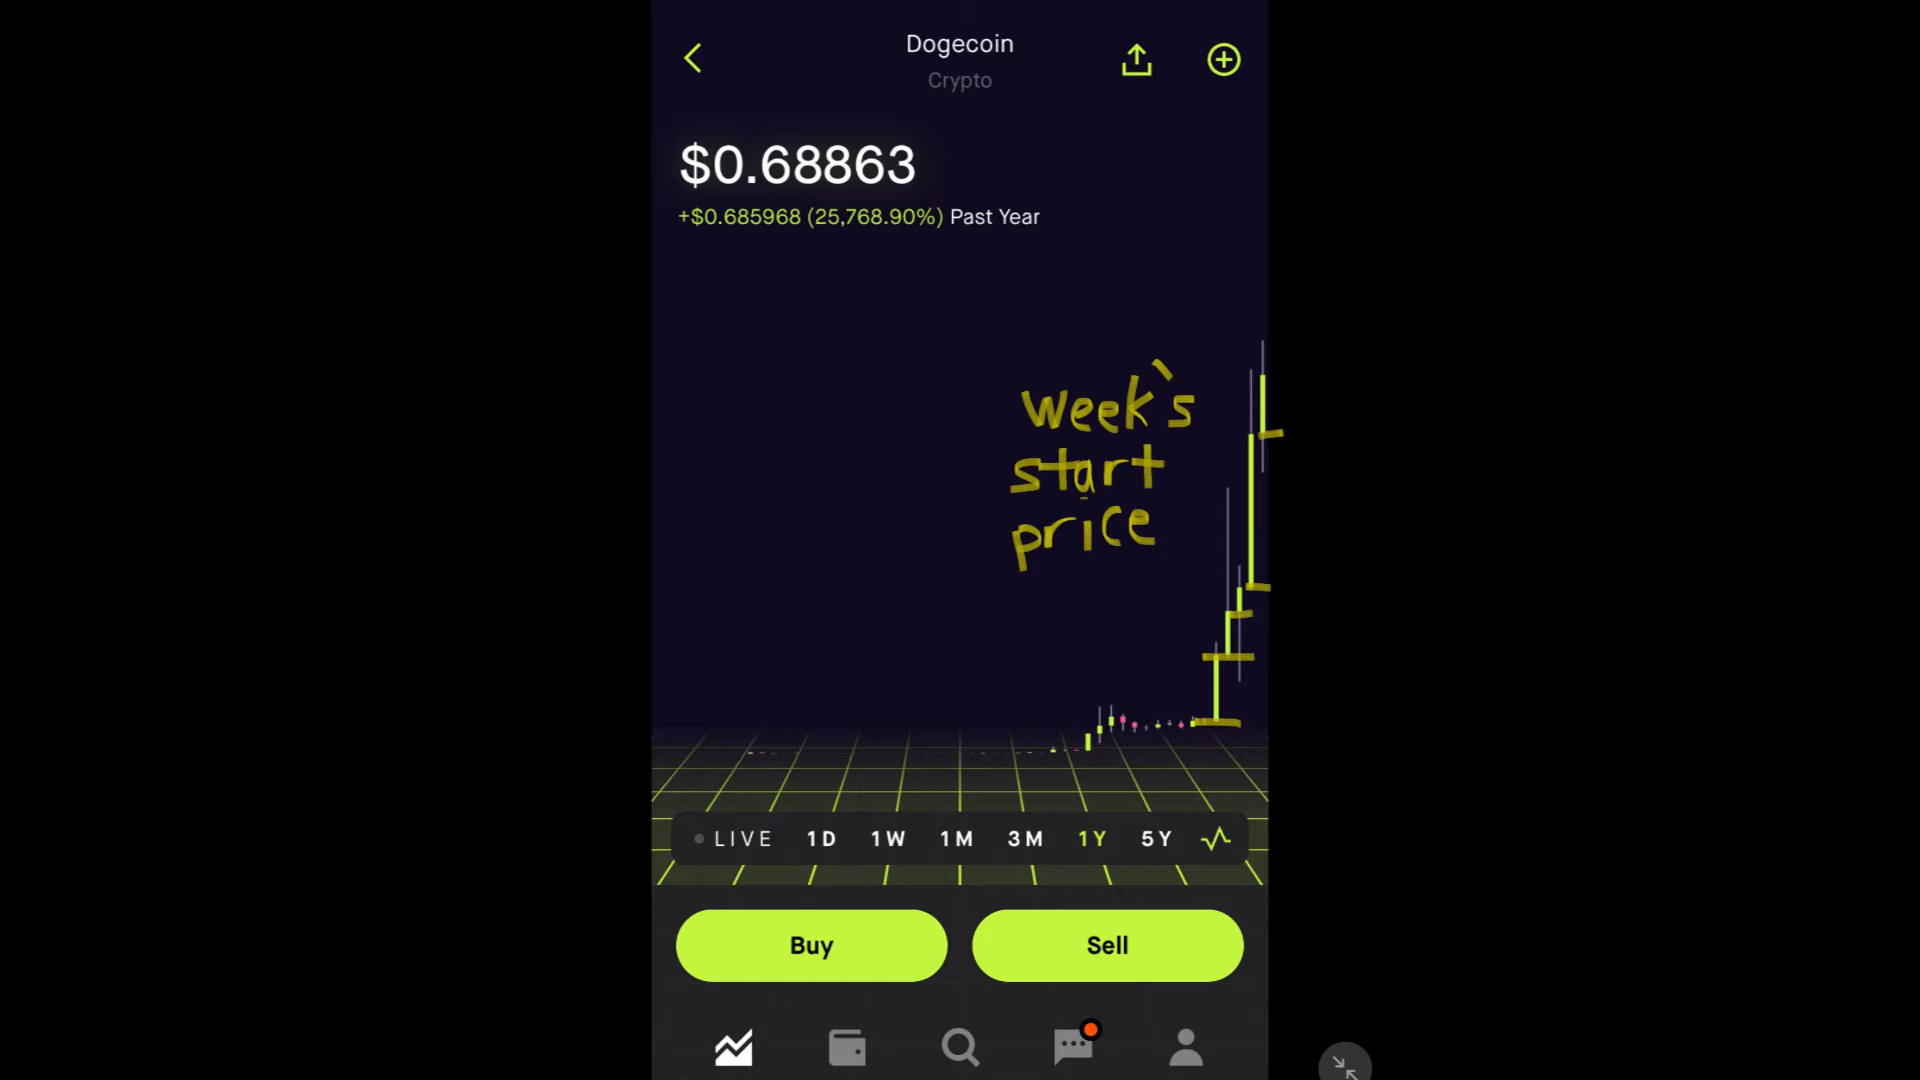 Dogecoin
Crypto
$0.68863
+$0.685968 (25,768.90%) Past Year
Week`s
start
price
LIVE 1D 1W 1M 3M 1Y 5Y
Buy Sell